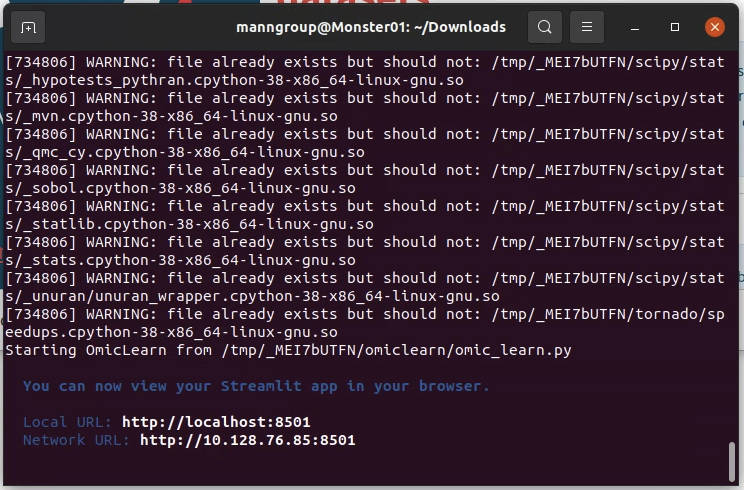 manngroup@Monster01: ~/Downloads
[734806] WARNING: file already exists but should not: /tmp/_MEI7bUTFN/scipy/stat
s/_hypotests_pythran.cpython-38-x86_64-linux-gnu.so
[734806] WARNING: file already exists but should not: /tmp/_MEI7bUTFN/scipy/stat
s/_mvn.cpython-38-x86_64-linux-gnu.so
[734806] WARNING: file already exists but should not: /tmp/_MEI7bUTFN/scipy/stat
s/_qmc_cy.cpython-38-x86_64-linux-gnu.so
[734806] WARNING: file already exists but should not: /tmp/_MEI7bUTFN/scipy/stat
s/_sobol.cpython-38-x86_64-linux-gnu.so
[734806] WARNING: file already exists but should not: /tmp/_MEI7bUTFN/scipy/stat
s/_statlib.cpython-38-x86_64-linux-gnu.so
[734806] WARNING: file already exists but should not: /tmp/_MEI7bUTFN/scipy/stat
s/_stats.cpython-38-x86_64-linux-gnu.so
[734806] WARNING: file already exists but should not: /tmp/_MEI7bUTFN/scipy/stat
s/_unuran/unuran_wrapper.cpython-38-x86_64-linux-gnu.so
[734806] WARNING: file already exists but should not: /tmp/_MEI7bUTFN/tornado/sp
eedups.cpython-38-x86_64-linux-gnu.so
Starting OmicLearn from /tmp/_MEI7bUTFN/omiclearn/omic_learn.py
You can now view your Streamlit app in your browser.
Local URL: http://localhost:8501
Network URL: http://10.128.76.85:8501